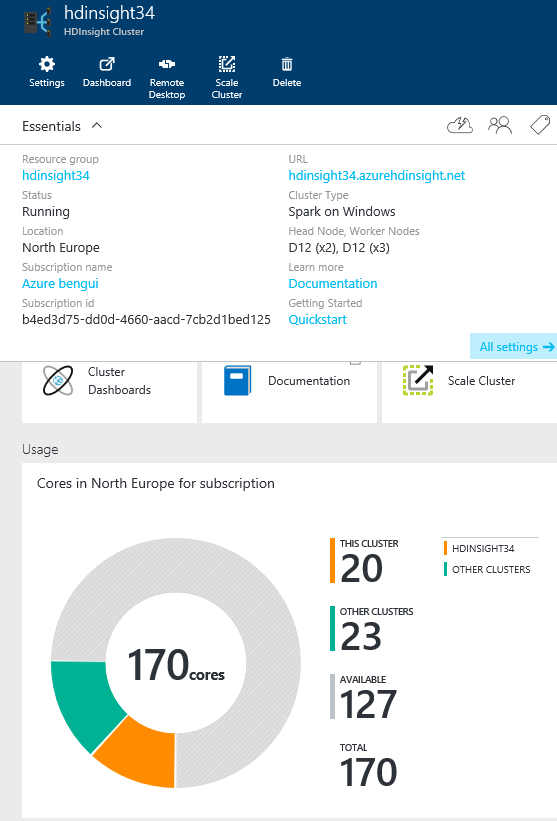 hdinsight34
HDInsight Cluster
Settings
Dashboard
Remote
Desktop
Scale
Cluster
Delete
Essentials
Resource group
hdinsight34
Status
Running
Location
North Europe
Subscription name
Azure bengui
Subscription id
b4ed3d75-dd0d-4660-aacd-7cb2d1bed125
URL
hdinsight34.azurehdinsight.net
Cluster Type
Spark on Windows
Head Node, Worker Nodes
D12 (x2), D12 (x3)
Learn more
Documentation
Getting Started
Quickstart
All settings
Cluster
Dashboards
Documentation
Scale Cluster
Usage
Cores in North Europe for subscription
170 cores
THIS CLUSTER
20
OTHER CLUSTERS
23
AVAILABLE
127
TOTAL
170
HDINSIGHT34
OTHER CLUSTERS